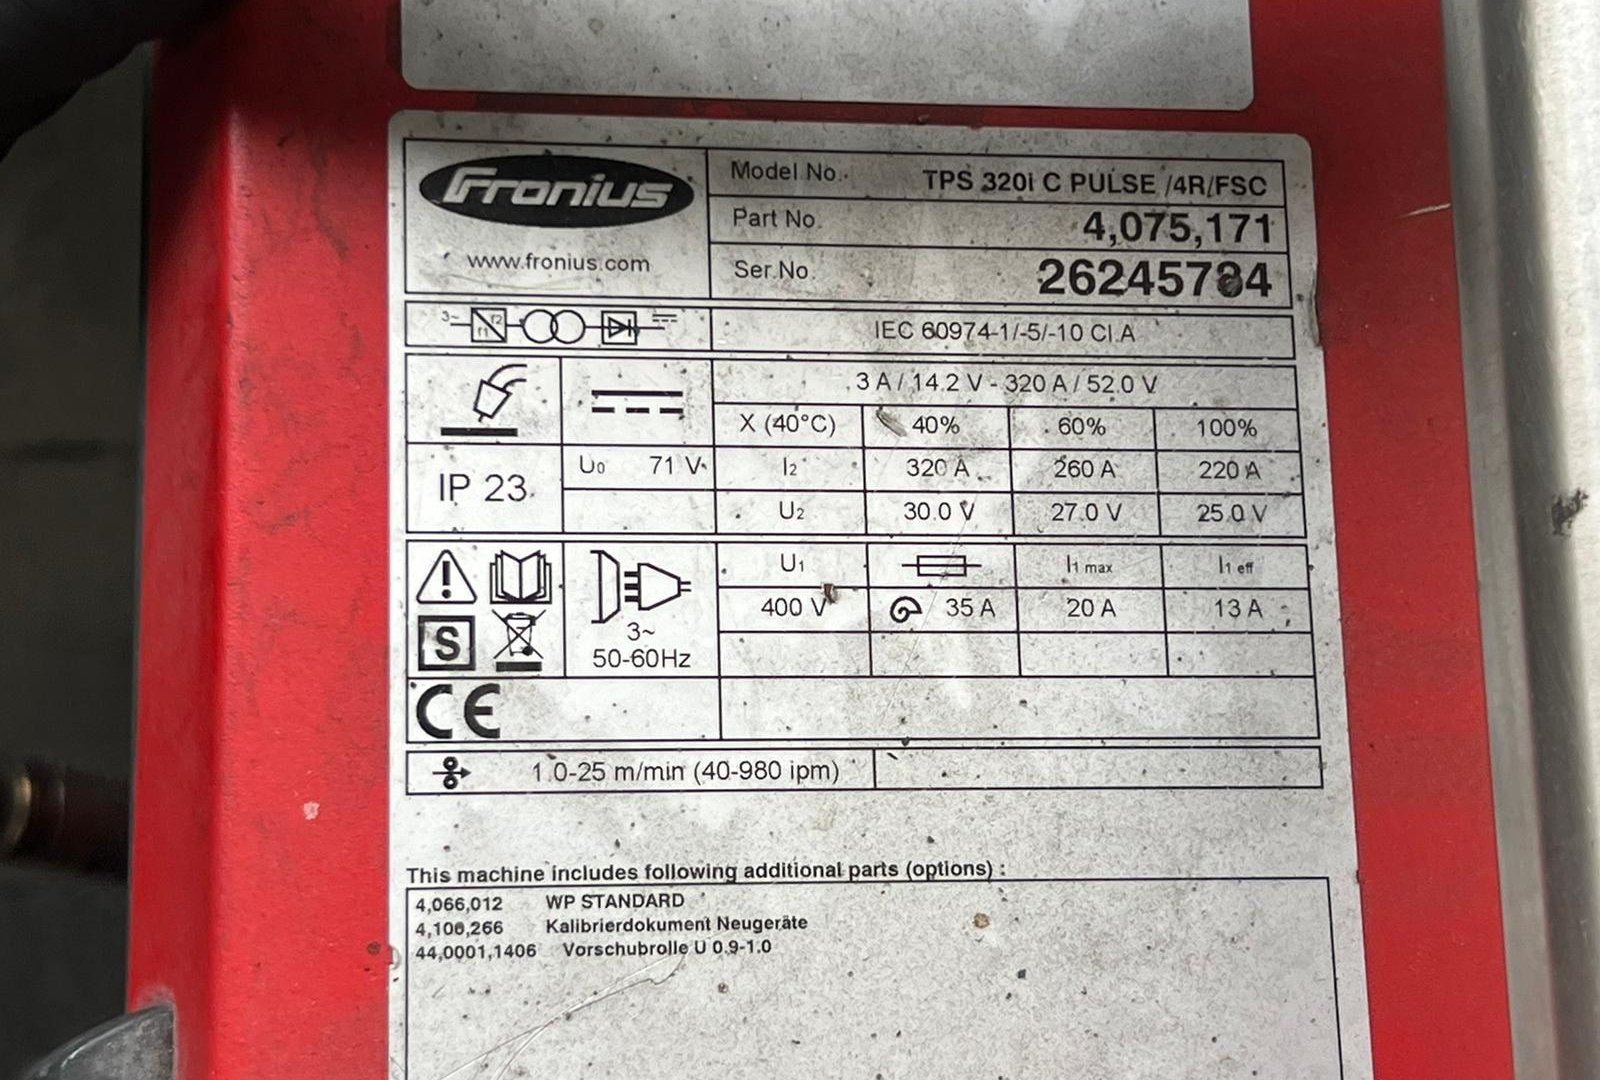 Fronius
www.fronius.com
Model No. TPS 320i C PULSE /4R/FSC
Part No. 4,075,171
Ser.No. 26245784
3~ f1 f2
IEC 60974-1/-5/-10 Cl.A
3 A / 14.2 V - 320 A / 52.0 V
X (40°C) 40% 60% 100%
IP 23
U0 71 V
I2 320 A 260 A 220 A
U2 30.0 V 27.0 V 25.0 V
S
3~
50-60Hz
U1 I1 max I1 eff
400 V 35 A 20 A 13 A
CE
1.0-25 m/min (40-980 ipm)
This machine includes following additional parts (options) :
4,066,012 WP STANDARD
4,100,266 Kalibrierdokument Neugeräte
44,0001,1406 Vorschubrolle U 0.9-1.0